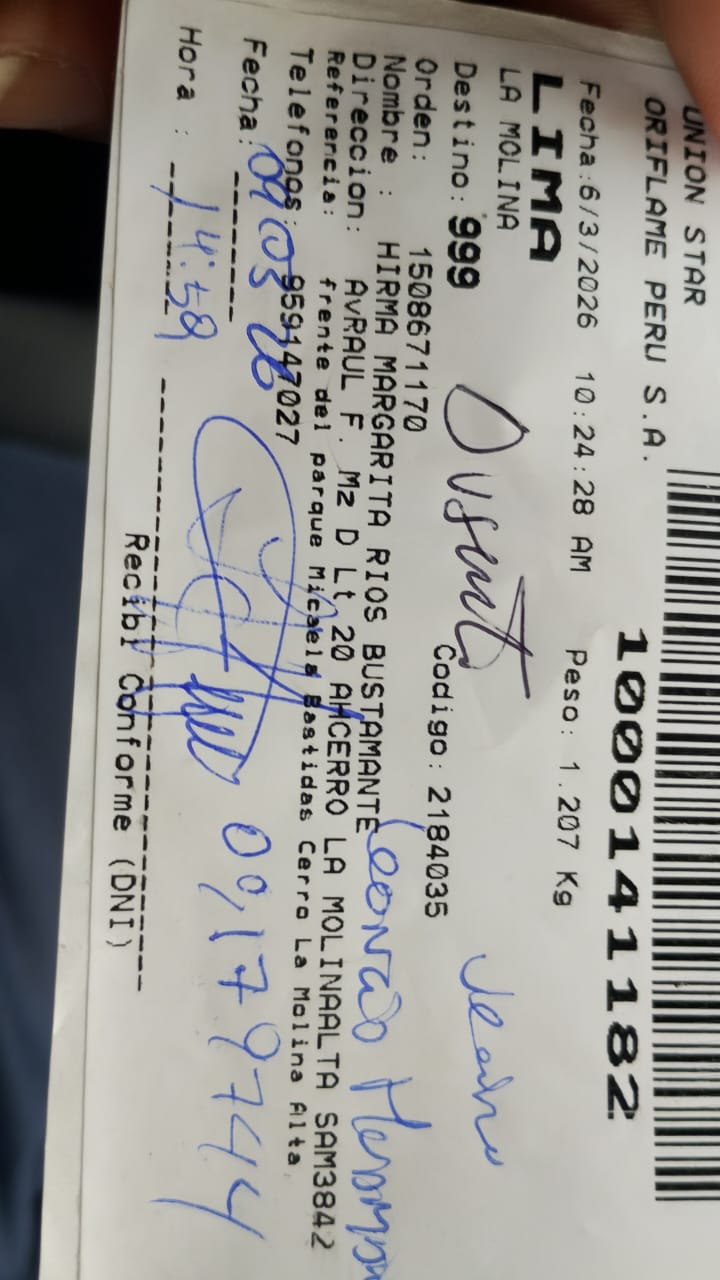 UNION STAR
ORIFLAME PERU S.A.
1000141182
Fecha:6/3/2026 10:24:28 AM Peso: 1.207 Kg
LIMA
LA MOLINA
Destino: 999 Codigo: 2184035
Orden: 1508671170
Nombre : HIRMA MARGARITA RIOS BUSTAMANTE
Direccion: AvRAUL F. Mz D Lt 20 AHCERRO LA MOLINAALTA SAM3842
Referencia: frente del parque Micaela Bastidas Cerro La Molina Alta
Telefonos: 959147027
Fecha: 09 03 26
Hora : 14:59
Recibi Conforme (DNI)